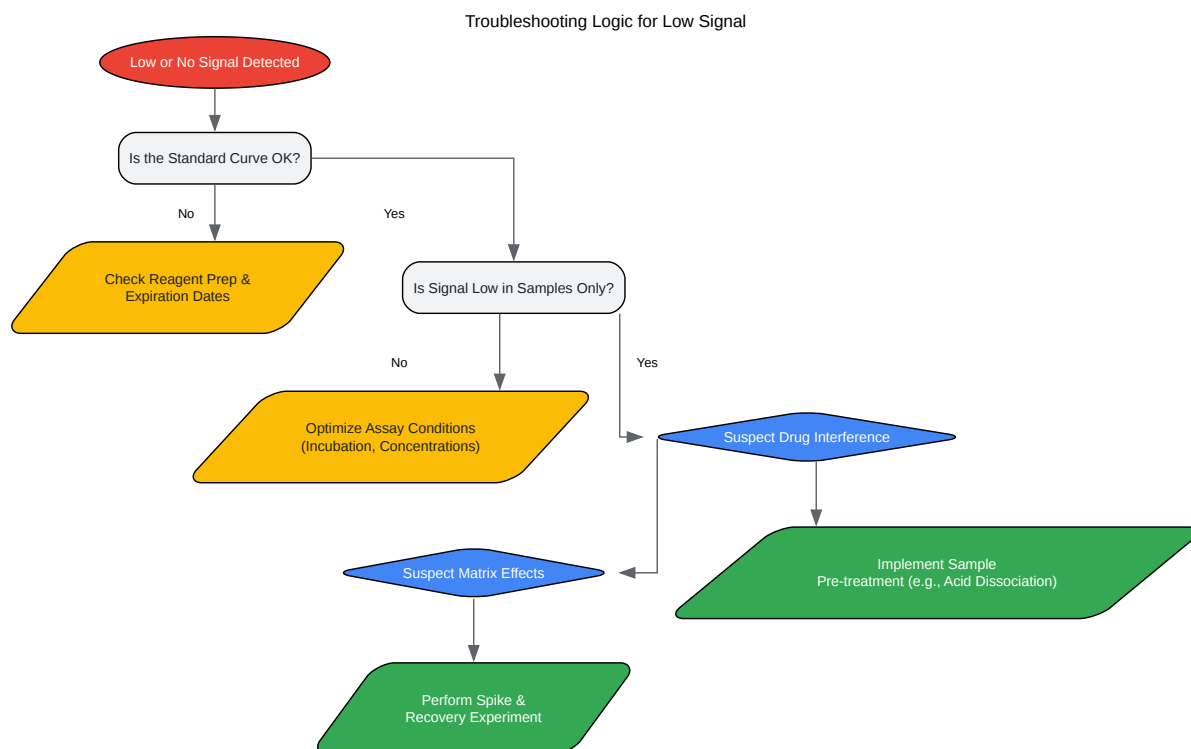 Troubleshooting Logic for Low Signal
Low or No Signal Detected
Is the Standard Curve OK?
No
Yes
Check Reagent Prep &
Expiration Dates
Is Signal Low in Samples Only?
No
Yes
Optimize Assay Conditions
(Incubation, Concentrations)
Suspect Drug Interference
Implement Sample
Pre-treatment (e.g., Acid Dissociation)
Suspect Matrix Effects
Perform Spike &
Recovery Experiment